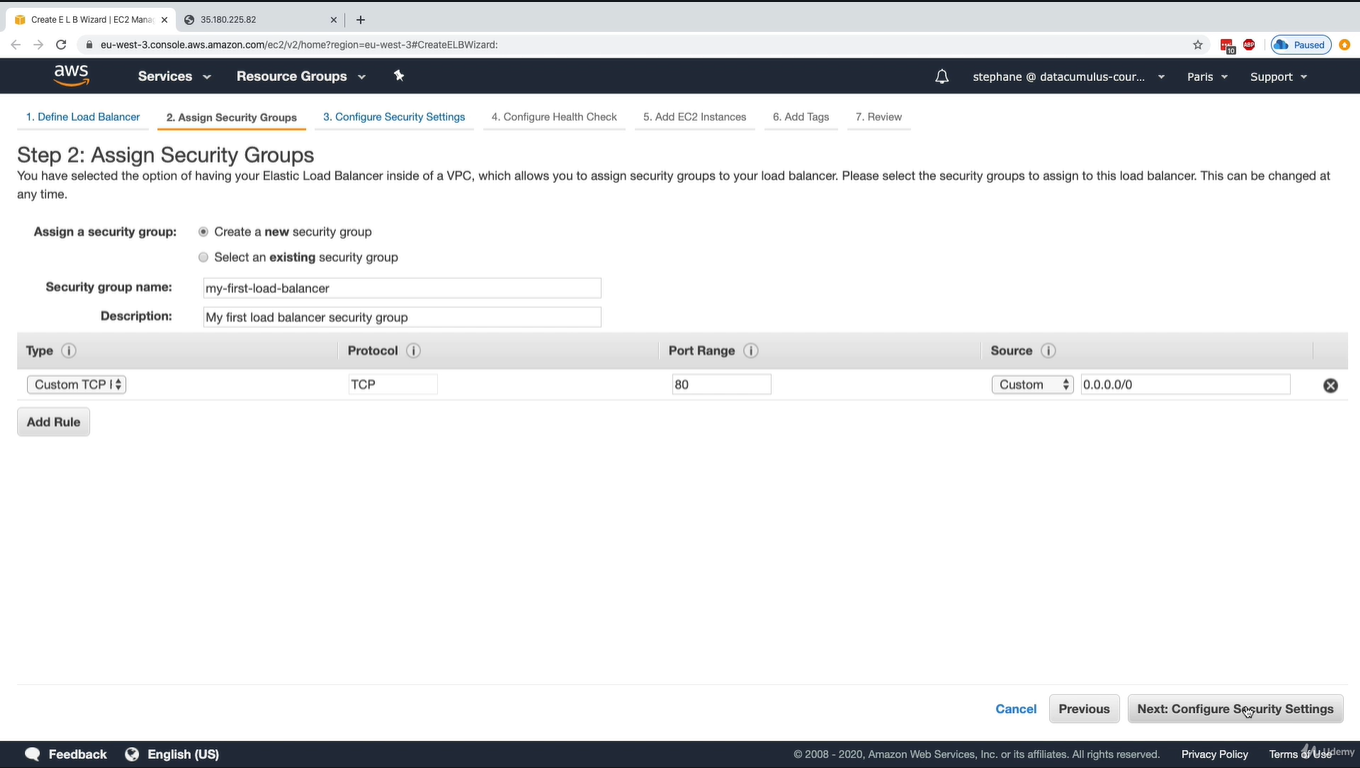 Create E L B Wizard | EC2 Mana
35.180.225.82
eu-west-3.console.aws.amazon.com/ec2/v2/home?region=eu-west-3#CreateELBWizard:
10
ABP
Paused
aws
Services
Resource Groups
stephane @ datacumulus-cour...
Paris
Support
1. Define Load Balancer
2. Assign Security Groups
3. Configure Security Settings
4. Configure Health Check
5. Add EC2 Instances
6. Add Tags
7. Review
Step 2: Assign Security Groups
You have selected the option of having your Elastic Load Balancer inside of a VPC, which allows you to assign security groups to your load balancer. Please select the security groups to assign to this load balancer. This can be changed at
any time.
Assign a security group:
Create a new security group
Select an existing security group
Security group name:
my-first-load-balancer
Description:
My first load balancer security group
Type
Protocol
Port Range
Source
Custom TCP
TCP
80
Custom
0.0.0.0/0
Add Rule
Cancel
Previous
Next: Configure Security Settings
Feedback
English (US)
© 2008 - 2020, Amazon Web Services, Inc. or its affiliates. All rights reserved.
Privacy Policy
Terms of Use
Udemy